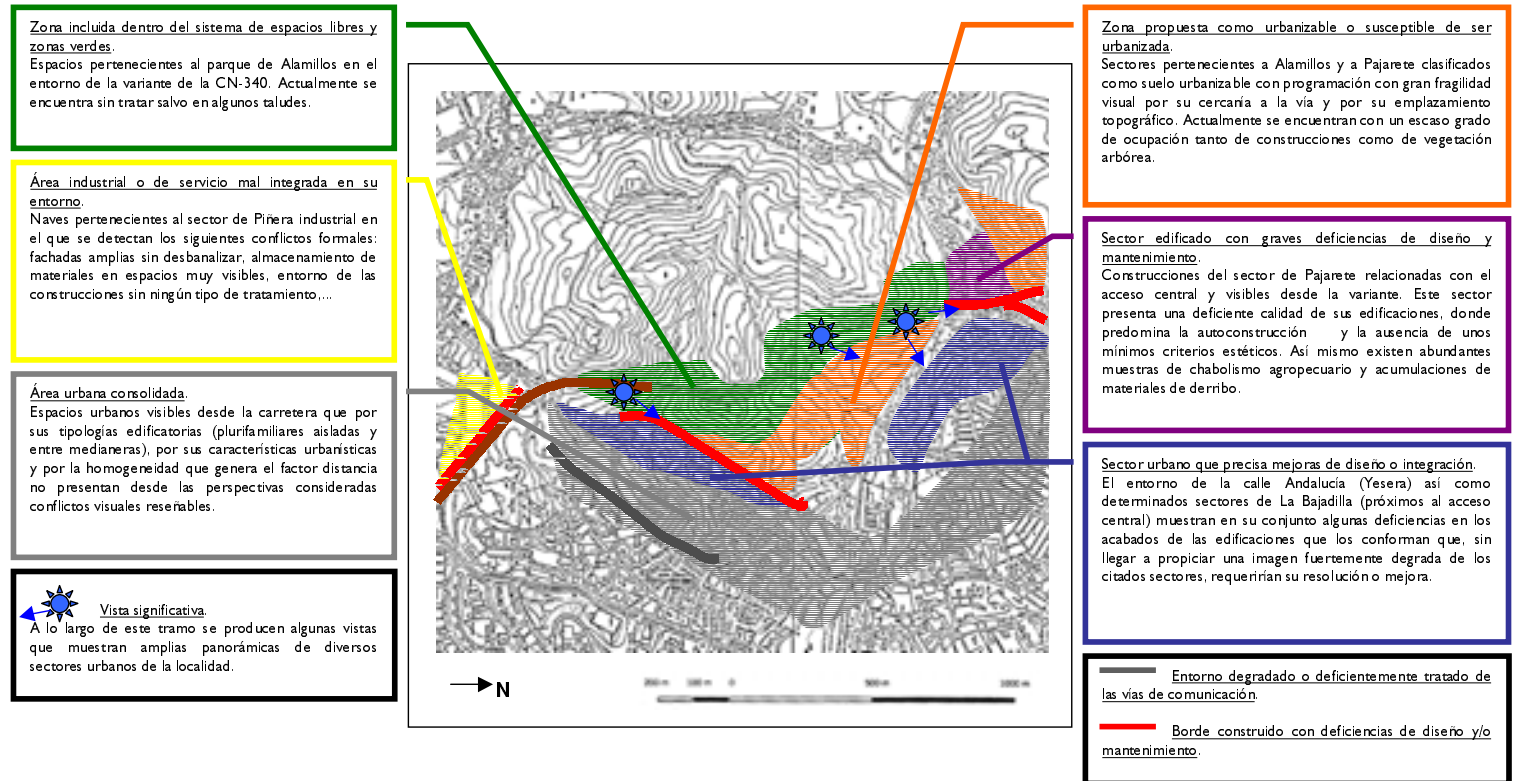 Zona incluida dentro del sistema de espacios libres y
zonas verdes.
Espacios pertenecientes al parque de Alamillos en el
entorno de la variante de la CN-340. Actualmente se
encuentra sin tratar salvo en algunos taludes.
Área industrial o de servicio mal integrada en su
entorno.
Naves pertenecientes al sector de Piñera industrial en
el que se detectan los siguientes conflictos formales:
fachadas amplias sin desbanalizar, almacenamiento de
materiales en espacios muy visibles, entorno de las
construcciones sin ningún tipo de tratamiento,...
Área urbana consolidada.
Espacios urbanos visibles desde la carretera que por
sus tipologías edificatorias (plurifamiliares aisladas y
entre medianeras), por sus características urbanísticas
y por la homogeneidad que genera el factor distancia
no presentan desde las perspectivas consideradas
conflictos visuales reseñables.
Vista significativa.
A lo largo de este tramo se producen algunas vistas
que muestran amplias panorámicas de diversos
sectores urbanos de la localidad.
N
200 m 100 m 0 500 m 1000 m
Zona propuesta como urbanizable o susceptible de ser
urbanizada.
Sectores pertenecientes a Alamillos y a Pajarete clasificados
como suelo urbanizable con programación con gran fragilidad
visual por su cercanía a la vía y por su emplazamiento
topográfico. Actualmente se encuentran con un escaso grado
de ocupación tanto de construcciones como de vegetación
arbórea.
Sector edificado con graves deficiencias de diseño y
mantenimiento.
Construcciones del sector de Pajarete relacionadas con el
acceso central y visibles desde la variante. Este sector
presenta una deficiente calidad de sus edificaciones, donde
predomina la autoconstrucción y la ausencia de unos
mínimos criterios estéticos. Así mismo existen abundantes
muestras de chabolismo agropecuario y acumulaciones de
materiales de derribo.
Sector urbano que precisa mejoras de diseño o integración.
El entorno de la calle Andalucía (Yesera) así como
determinados sectores de La Bajadilla (próximos al acceso
central) muestran en su conjunto algunas deficiencias en los
acabados de las edificaciones que los conforman que, sin
llegar a propiciar una imagen fuertemente degrada de los
citados sectores, requerirían su resolución o mejora.
Entorno degradado o deficientemente tratado de
las vías de comunicación.
Borde construido con deficiencias de diseño y/o
mantenimiento.